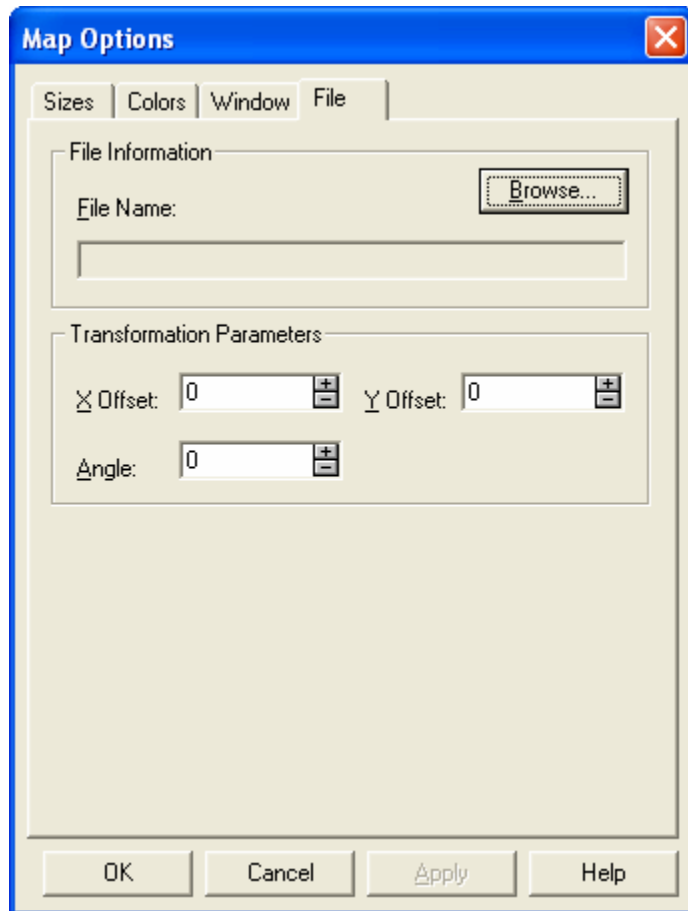 Map Options
Sizes Colors Window File
File Information
Browse...
File Name:
Transformation Parameters
X Offset: 0 Y Offset: 0
Angle: 0
OK Cancel Apply Help